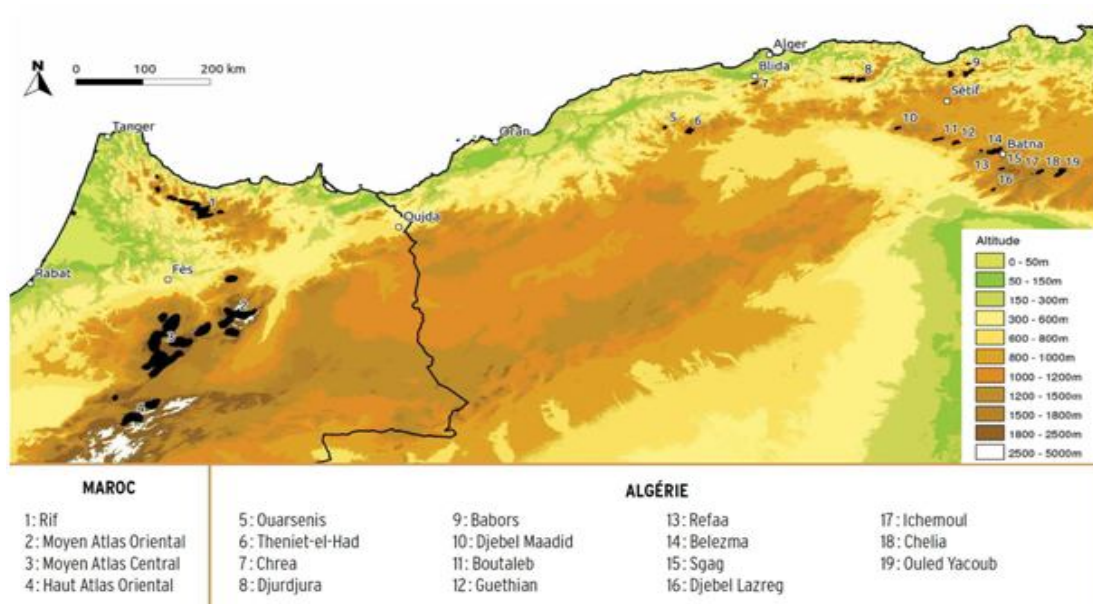 N
0 100 200 km
Alger
Blida
7
8
9
Sétif
5
6
10
11
12
14
Batna
13
15
17
18
19
16
Tanger
Oran
1
Oujda
Rabat
Fès
2
3
4
Altitude
0 - 50m
50 - 150m
150 - 300m
300 - 600m
600 - 800m
800 - 1000m
1000 - 1200m
1200 - 1500m
1500 - 1800m
1800 - 2500m
2500 - 5000m
MAROC
1: Rif
2: Moyen Atlas Oriental
3: Moyen Atlas Central
4: Haut Atlas Oriental
ALGÉRIE
5: Ouarsenis
6: Theniet-el-Had
7: Chrea
8: Djurdjura
9: Babors
10: Djebel Maadid
11: Boutaleb
12: Guethian
13: Refaa
14: Belezma
15: Sgag
16: Djebel Lazreg
17: Ichemoul
18: Chelia
19: Ouled Yacoub